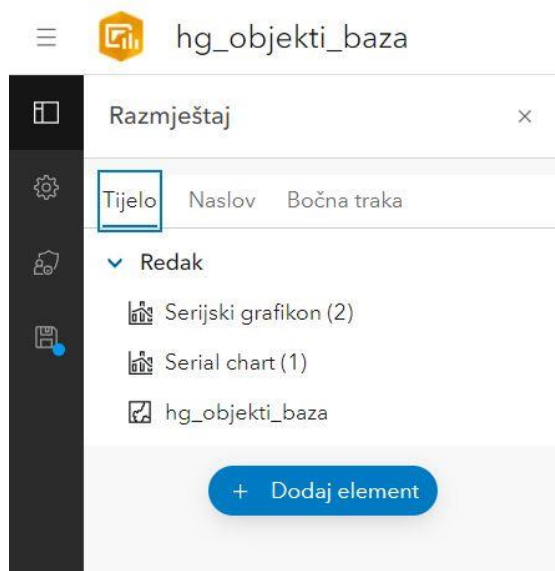 hg_objekti_baza
Razmještaj
Tijelo Naslov Bočna traka
Redak
Serijski grafikon (2)
Serial chart (1)
hg_objekti_baza
+ Dodaj element